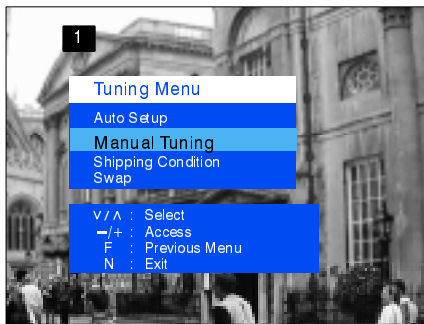 1
Tuning Menu
Auto Setup
Manual Tuning
Shipping Condition
Swap
∨/∧ : Select
−/+ : Access
F : Previous Menu
N : Exit